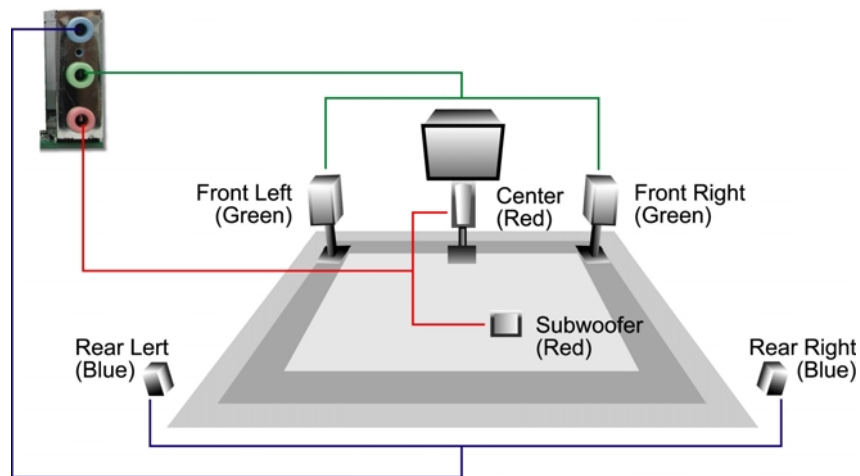 Front Left
(Green)
Center
(Red)
Front Right
(Green)
Subwoofer
(Red)
Rear Lert
(Blue)
Rear Right
(Blue)